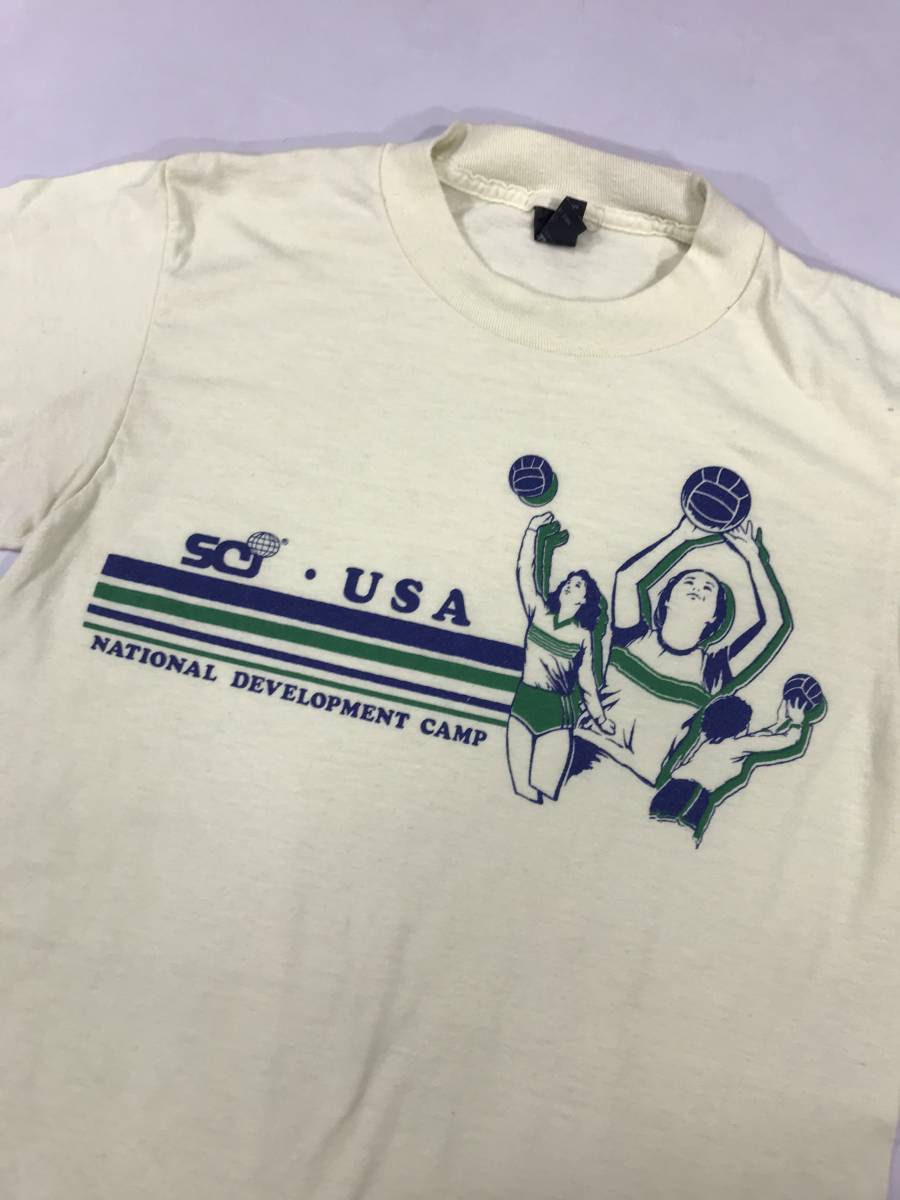 SCI® • USA
NATIONAL DEVELOPMENT CAMP